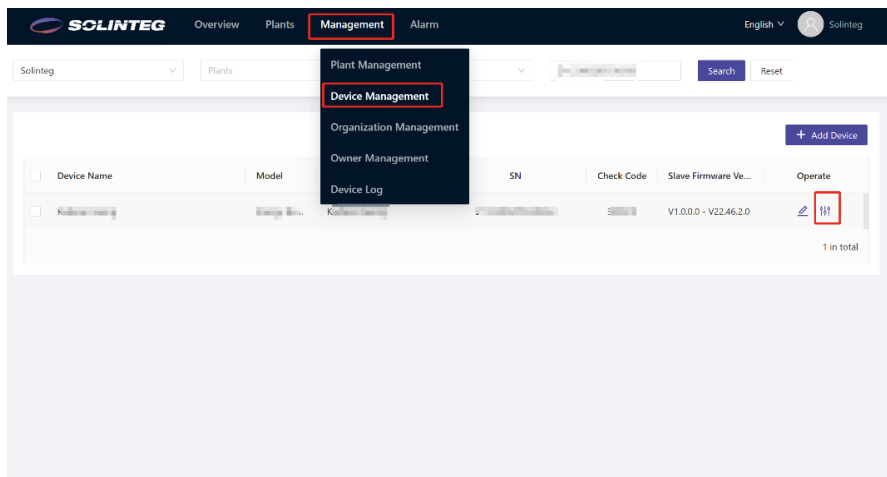 SOLINTEG Overview Plants Management Alarm English Solinteg
Solinteg Plants Search Reset
Plant Management
Device Management
Organization Management
Owner Management
Device Log
+ Add Device
Device Name Model SN Check Code Slave Firmware Ve... Operate
V1.0.0.0 - V22.46.2.0
1 in total